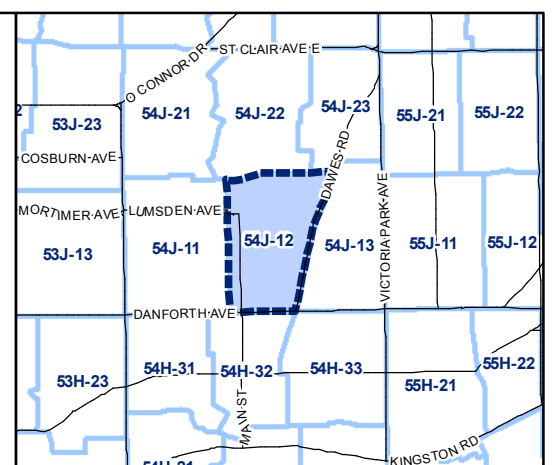 ST CLAIR AVE E
O CONNOR DR
2
53J-23
54J-21
54J-22
54J-23
55J-21
55J-22
COSBURN AVE
DAWES RD
MORTIMER AVE
LUMSDEN AVE
VICTORIA PARK AVE
53J-13
54J-11
54J-12
54J-13
55J-11
55J-12
DANFORTH AVE
53H-23
54H-31
54H-32
54H-33
55H-21
55H-22
MAIN ST
KINGSTON RD
54H-21